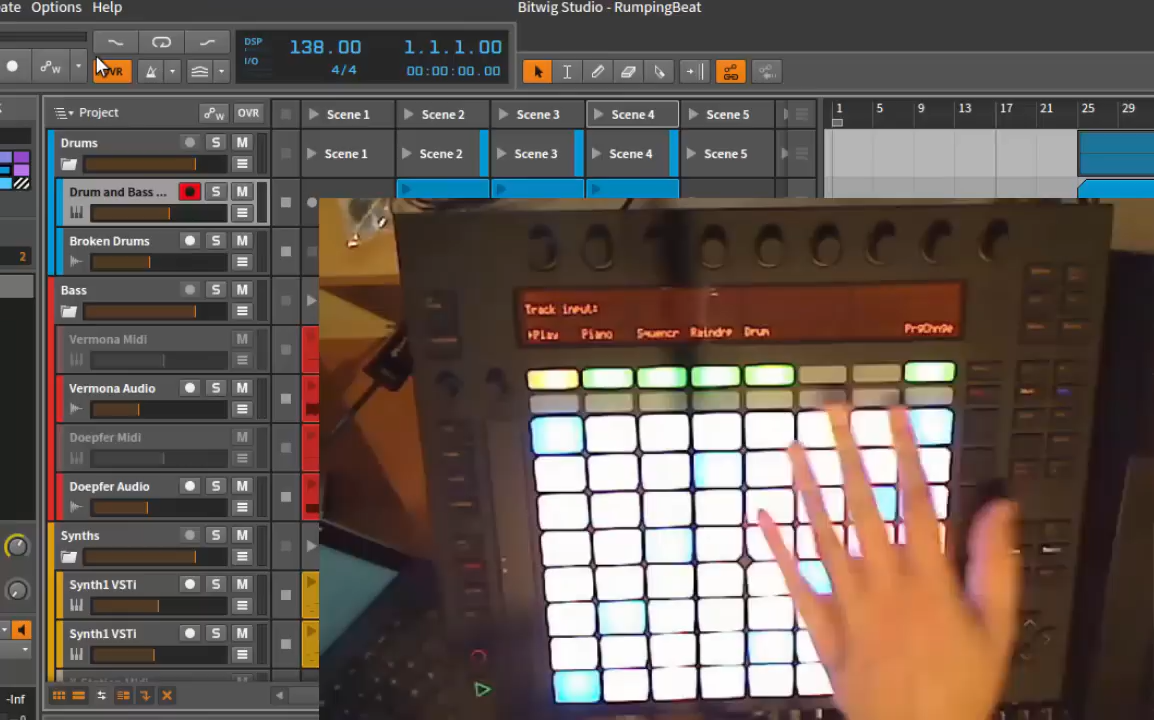 ate Options Help
Bitwig Studio - RumpingBeat
DSP
I/O
138.00
4/4
1.1.1.00
00:00:00.00
W
OVR
Project
W
OVR
Scene 1
Scene 2
Scene 3
Scene 4
Scene 5
1 5 9 13 17 21 25 29
Drums
S M
Scene 1
Scene 2
Scene 3
Scene 4
Scene 5
Drum and Bass ...
S M
2
Broken Drums
S M
Bass
S M
Vermona Midi
S M
Vermona Audio
S M
Doepfer Midi
S M
Doepfer Audio
S M
Synths
S M
Synth1 VSTi
S M
Synth1 VSTi
S M
-Inf
Track input:
Play Piano Sequencr Raindro Drum PrgChnge